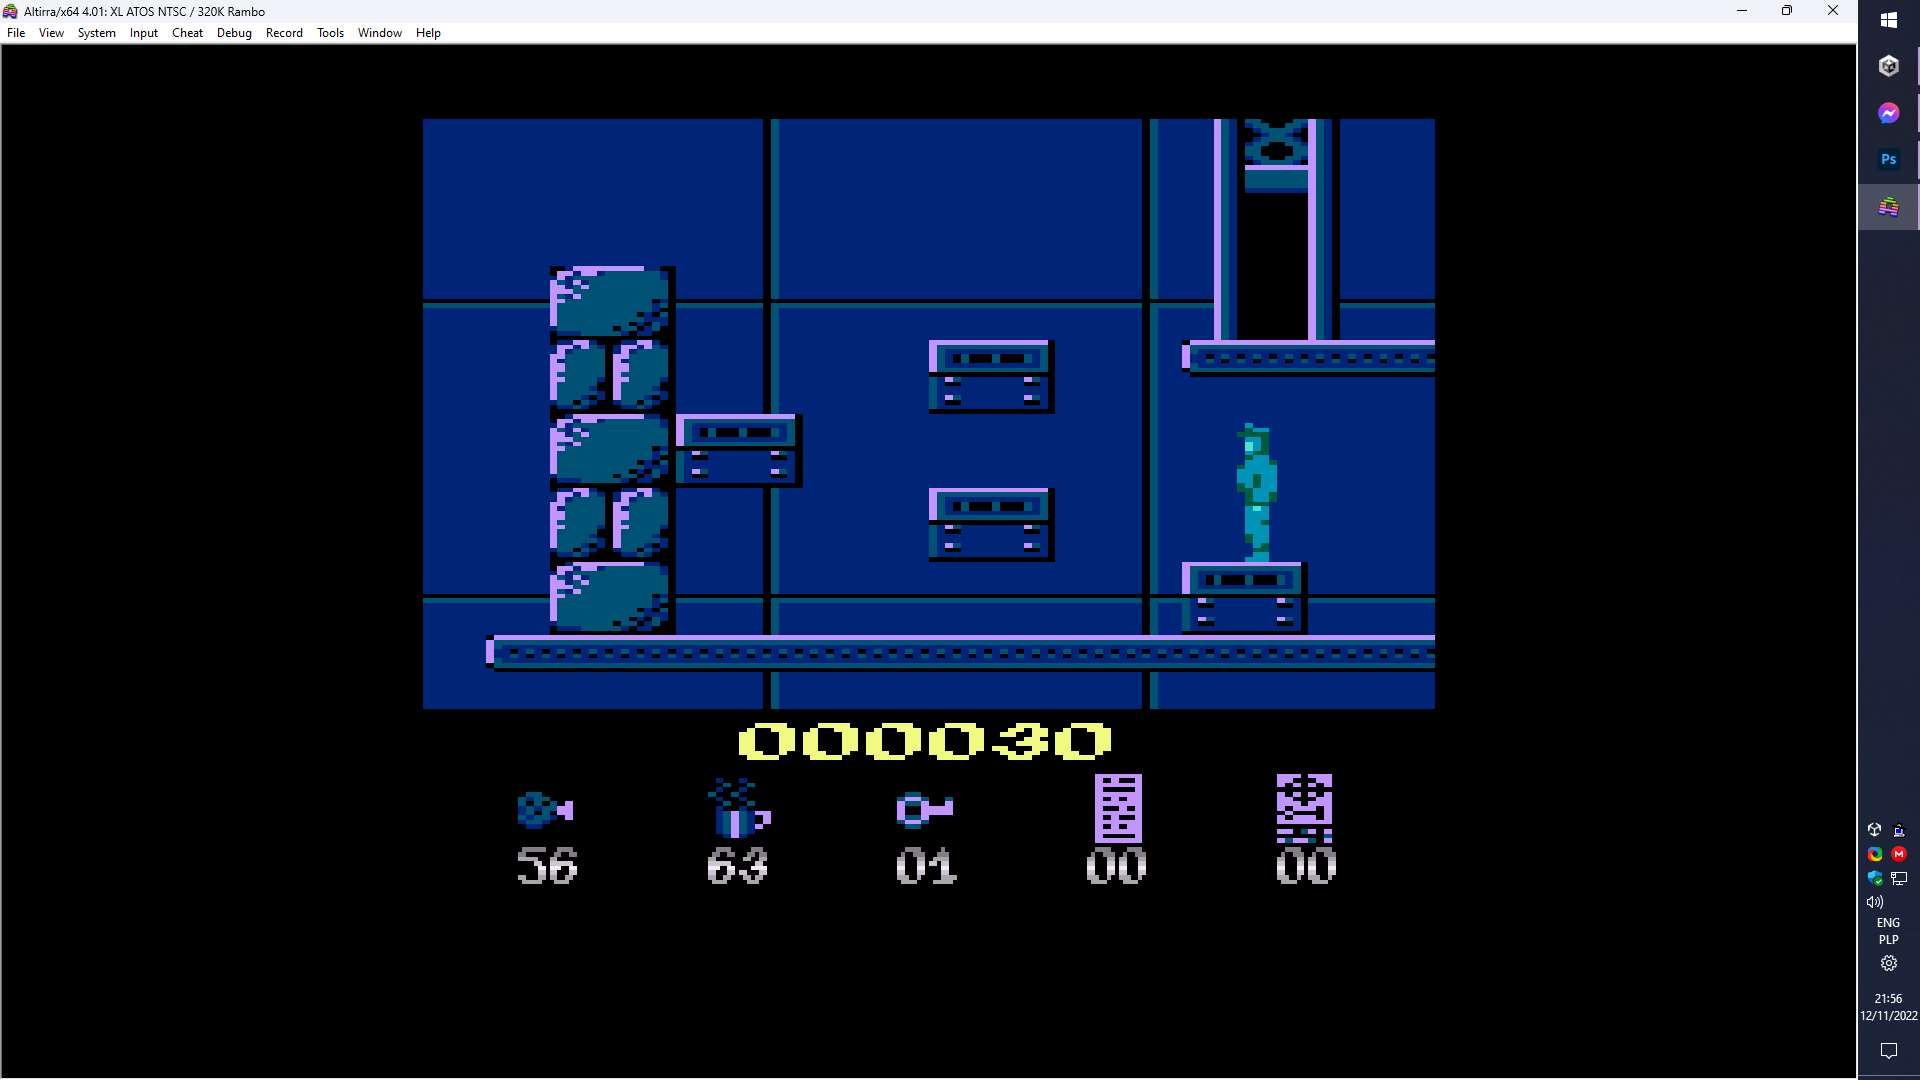 Altirra/x64 4.01: XL ATOS NTSC / 320K Rambo
File View System Input Cheat Debug Record Tools Window Help
Ps
000030
56 63 01 00 00
ENG
PLP
21:56
12/11/2022